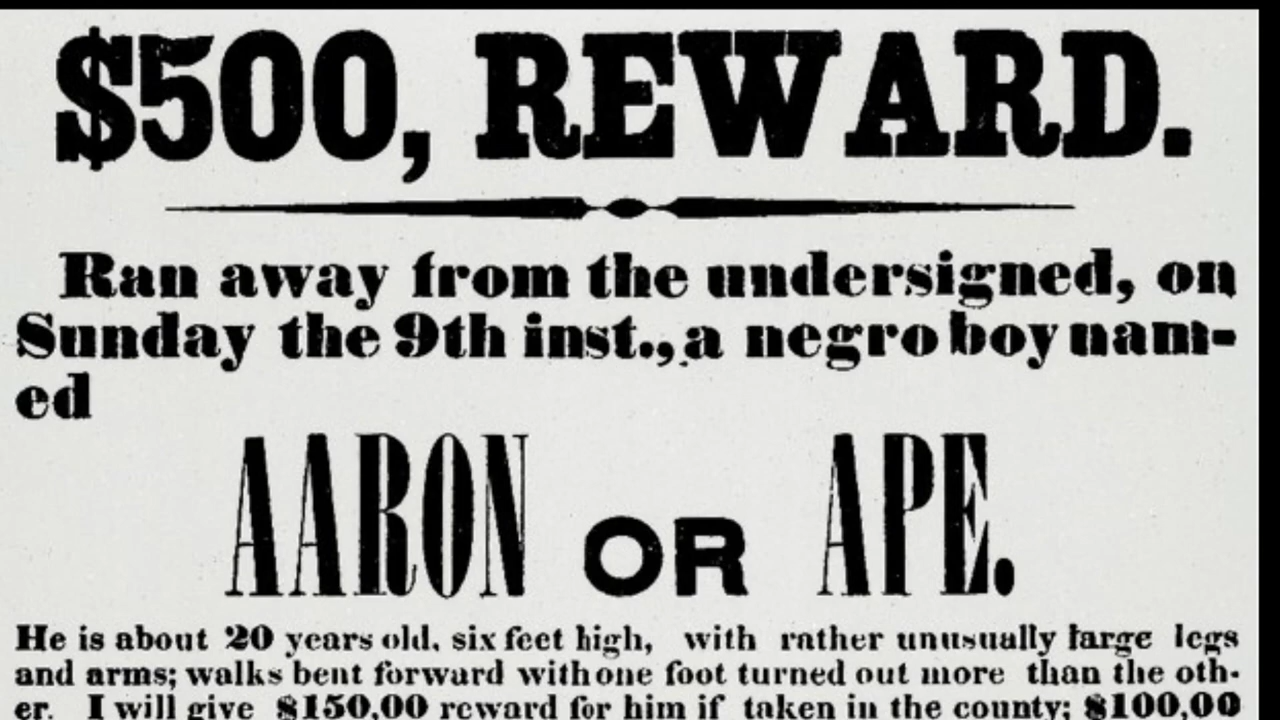 $500, REWARD.
Ran away from the undersigned, on
Sunday the 9th inst., a negro boy nam-
ed
AARON OR APE.
He is about 20 years old, six feet high, with rather unusually large legs
and arms; walks bent forward with one foot turned out more than the oth-
er. I will give $150,00 reward for him if taken in the county; $100,00